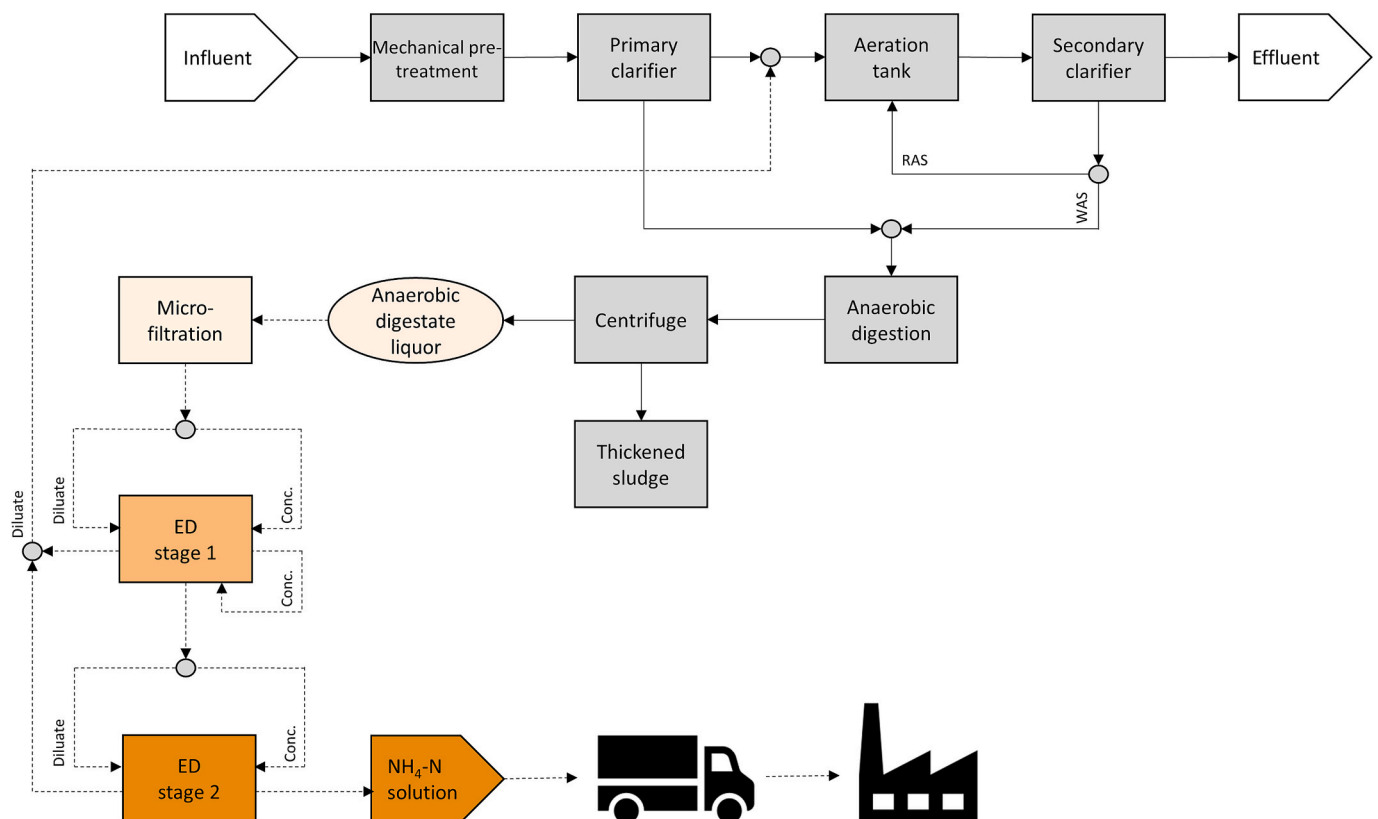 Influent
Mechanical pre-
treatment
Primary
clarifier
Aeration
tank
Secondary
clarifier
Effluent
RAS
WAS
Micro-
filtration
Anaerobic
digestate
liquor
Centrifuge
Anaerobic
digestion
Thickened
sludge
Diluate
Diluate
Conc.
ED
stage 1
Conc.
Diluate
Conc.
ED
stage 2
NH₄-N
solution